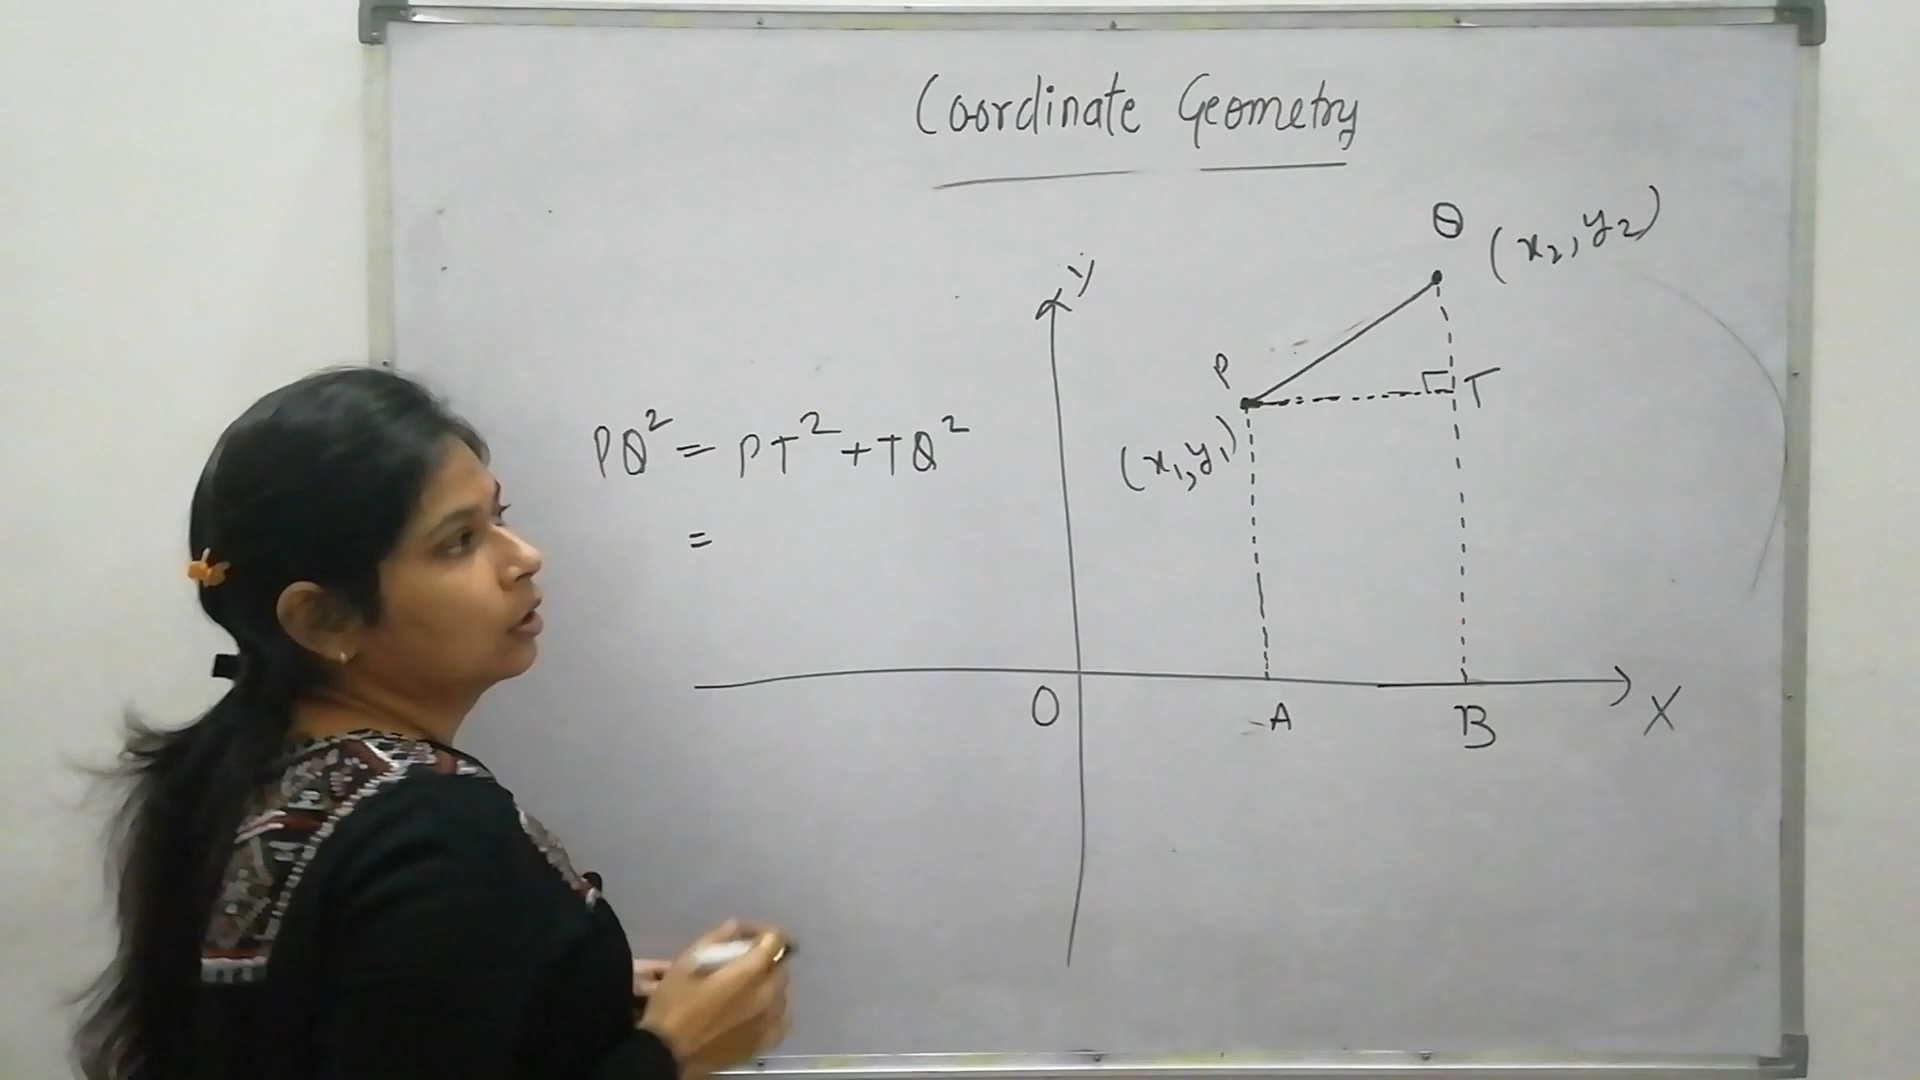 Coordinate Geometry
Y
Q (x₂, y₂)
P
T
(x₁, y₁)
PQ² = PT² + TQ²
=
O
A
B
X